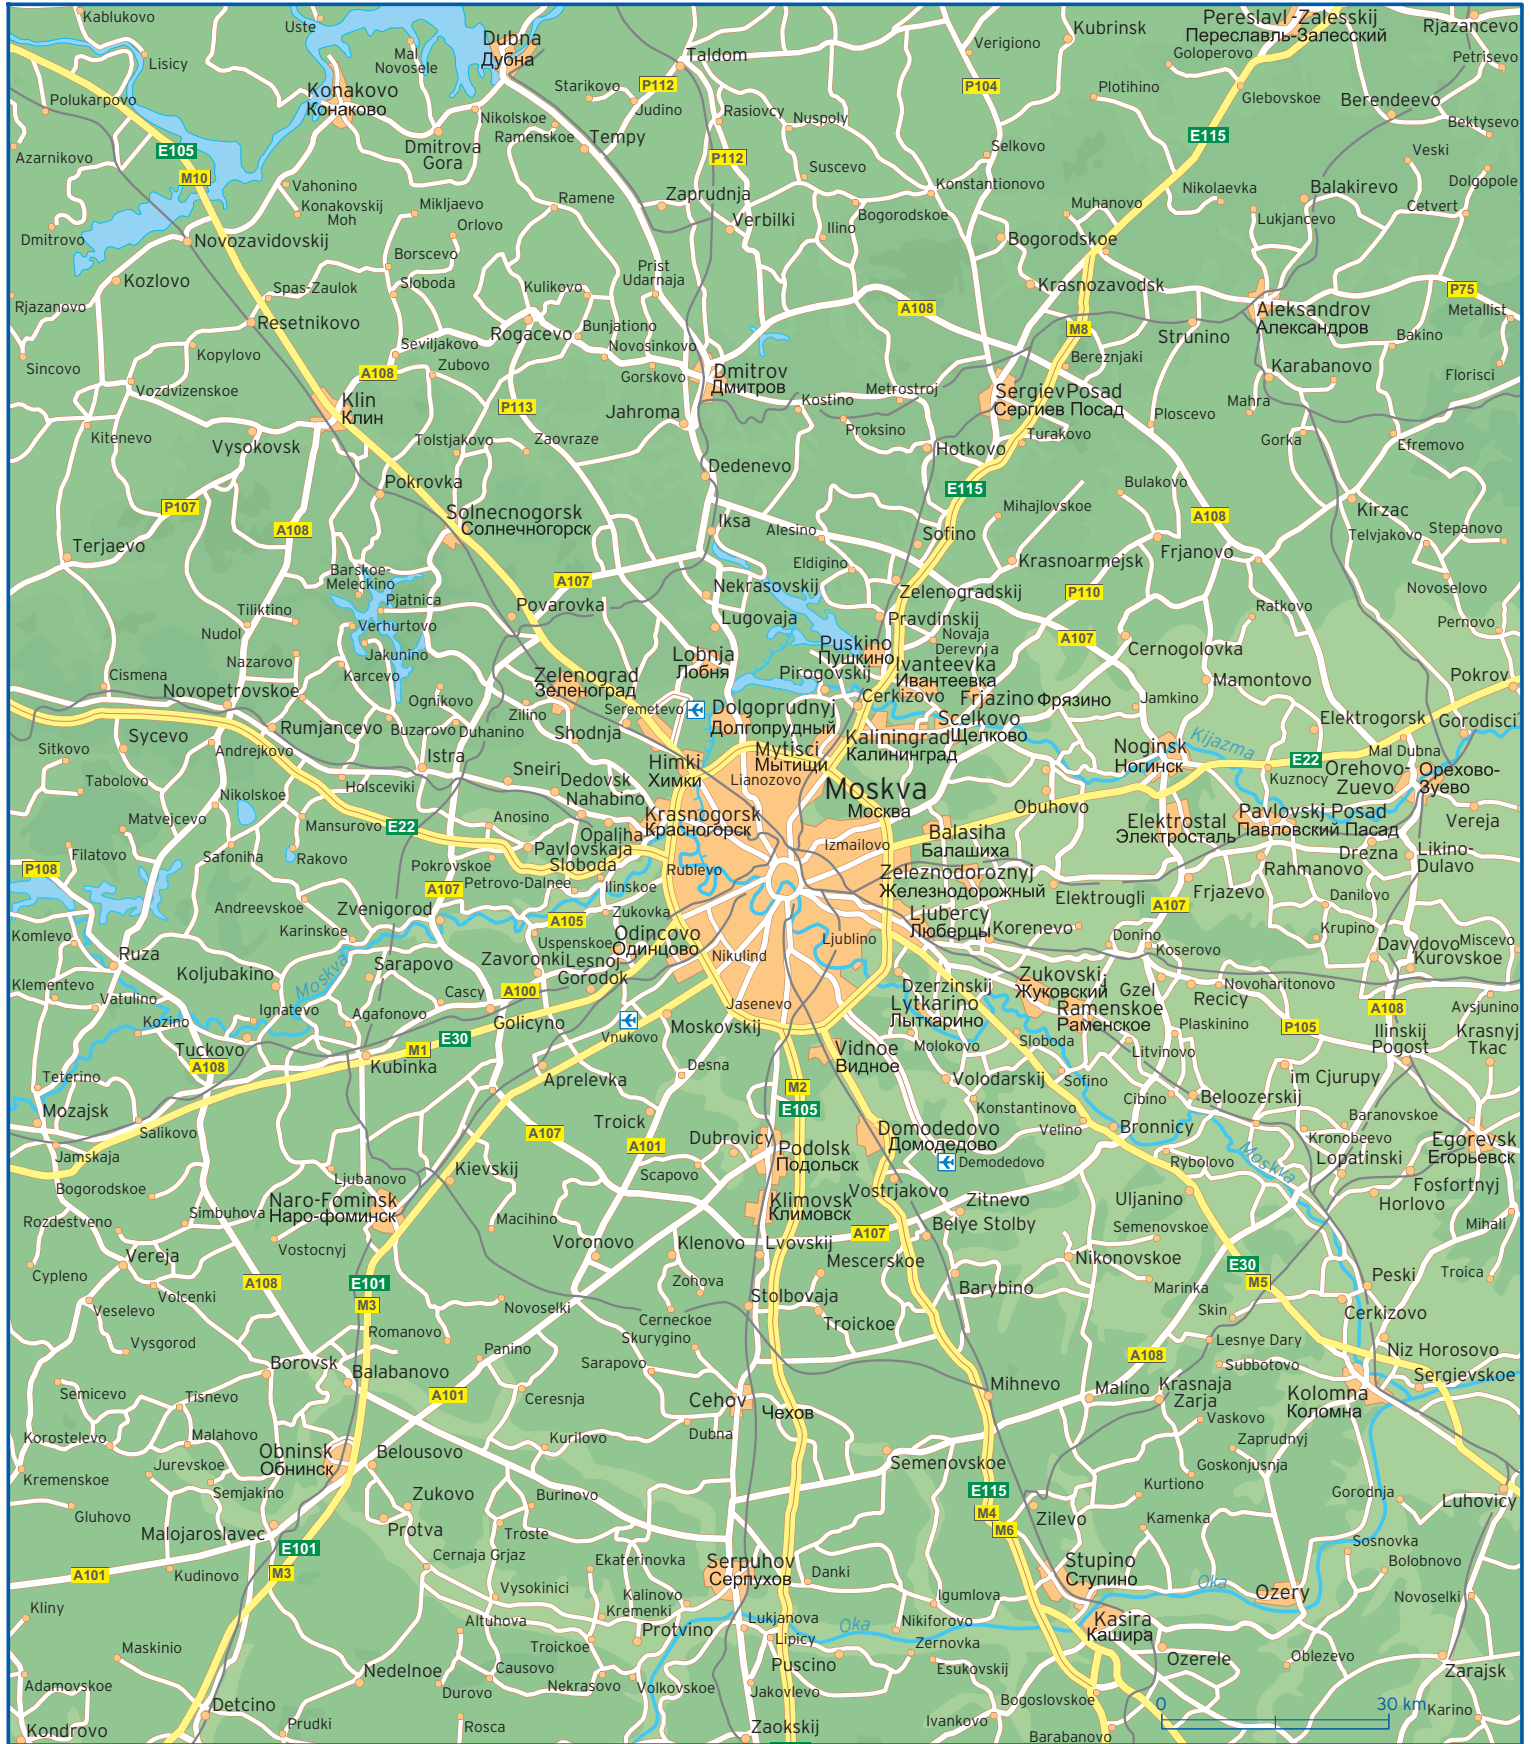 Kablukovo
Uste
Dubna
Дубна
Taldom
Verigiono
Kubrinsk
Pereslavl-Zalesskij
Переславль-Залесский
Rjazancevo
Goloperovo
Petrisevo
Lisicy
Mal
Novosele
Konakovo
Конаково
Starikovo
P112
Judino
P104
Plotihino
Glebovskoe
Berendeevo
Polukarpovo
Nikolskoe
Rasiovcy
Nuspoly
Bektysevo
Ramenskoe
Tempy
E115
Dmitrova
Gora
E105
Azarnikovo
P112
Selkovo
Veski
M10
Vahonino
Suscevo
Konstantionovo
Nikolaevka
Balakirevo
Dolgopole
Konakovskij
Moh
Mikljaevo
Ramene
Zaprudnja
Muhanovo
Bogorodskoe
Lukjancevo
Cetvert
Verbilki
Orlovo
Ilino
Dmitrovo
Novozavidovskij
Bogorodskoe
Borscevo
Prist
Udarnaja
Kozlovo
Spas-Zaulok
Sloboda
Kulikovo
Krasnozavodsk
P75
Rjazanovo
A108
Aleksandrov
Александров
Metallist
Resetnikovo
Rogacevo
Bunjationo
M8
Strunino
Bakino
Kopylovo
Seviljakovo
Novosinkovo
Bereznjaki
Sincovo
A108
Zubovo
Gorskovo
Dmitrov
Дмитров
Karabanovo
Florisci
Vozdvizenskoe
Metrostroj
SergievPosad
Сергиев Посад
Klin
Клин
P113
Jahroma
Kostino
Mahra
Ploscevo
Kitenevo
Proksino
Vysokovsk
Tolstjakovo
Zaovraze
Turakovo
Gorka
Efremovo
Hotkovo
Dedenevo
Pokrovka
E115
Bulakovo
P107
Solnecnogorsk
Солнечногорск
Mihajlovskoe
A108
Kirzac
A108
Iksa
Alesino
Sofino
Telvjakovo
Stepanovo
Terjaevo
Frjanovo
Barskoe-
Meleckino
Eldigino
Krasnoarmejsk
A107
Nekrasovskij
Zelenogradskij
P110
Novoselovo
Pjatnica
Povarovka
Tiliktino
Lugovaja
Pravdinskij
Ratkovo
Verhurtovo
Pernovo
Nudol
Novaja
Derevnja
A107
Puskino
Пушкино
Cernogolovka
Jakunino
Lobnja
Лобня
Nazarovo
Ivanteevka
Ивантеевка
Karcevo
Cismena
Zelenograd
Зеленоград
Pirogovskij
Mamontovo
Pokrov
Novopetrovskoe
Ognikovo
Cerkizovo
Frjazino
Фрязино
Jamkino
Zilino
Seremetevo
Dolgoprudnyj
Долгопрудный
Scelkovo
Щелково
Elektrogorsk
Gorodisci
Rumjancevo
Buzarovo
Duhanino
Shodnja
Kaliningrad
Калининград
Sycevo
Sitkovo
Andrejkovo
Mytisci
Мытищи
Noginsk
Ногинск
Kijazma
Mal Dubna
Istra
Himki
Химки
E22
Tabolovo
Sneiri
Dedovsk
Lianozovo
Kuznocy
Orehovo-
Zuevo
Орехово-
Зуево
Holsceviki
Nahabino
Moskva
Москва
Nikolskoe
Krasnogorsk
Красногорск
Obuhovo
Pavlovskj Posad
Павловский Пасад
Mansurovo
E22
Anosino
Elektrostal
Электросталь
Matvejcevo
Opaliha
Balasiha
Балашиха
Vereja
Safoniha
Pavlovskaja
Sloboda
Izmailovo
Filatovo
Rakovo
Pokrovskoe
Drezna
Likino-
Dulavo
P108
Rublevo
Zeleznodoroznyj
Железнодорожный
Rahmanovo
A107
Petrovo-Dalnee
Ilinskoe
Frjazevo
Elektrougli
Danilovo
Andreevskoe
Zvenigorod
A105
Zukovka
A107
Ljubercy
Люберцы
Karinskoe
Odincovo
Одинцово
Korenevo
Krupino
Komlevo
Uspenskoe
Ljublino
Donino
Koserovo
Davydovo
Miscevo
Ruza
Zavoronki
Lesnoj
Gorodok
Nikulind
Kurovskoe
Koljubakino
Moskva
Sarapovo
Dzerzinskij
Zukovskj
Жуковский
Gzel
Novoharitonovo
Klementevo
Recicy
Vatulino
Cascy
A100
Jasenevo
Lytkarino
Лыткарино
Ramenskoe
Раменское
A108
Avsjunino
Ignatevo
Agafonovo
Golicyno
Moskovskij
Kozino
P105
Vnukovo
Plaskinino
Ilinskij
Pogost
Krasnyj
Tkac
Tuckovo
M1
E30
Vidnoe
Видное
Molokovo
Sloboda
Litvinovo
A108
Kubinka
Desna
Teterino
Aprelevka
Volodarskij
Sofino
im Cjurupy
M2
Cibino
Beloozerskij
Mozajsk
E105
Konstantinovo
Troick
Baranovskoe
Salikovo
A107
Domodedovo
Домодедово
Velino
Bronnicy
Dubrovicy
Kronobeevo
Egorevsk
Егорьевск
A101
Podolsk
Подольск
Moskva
Jamskaja
Demodedovo
Rybolovo
Lopatinski
Kievskij
Scapovo
Ljubanovo
Bogorodskoe
Vostrjakovo
Fosfortnyj
Naro-Fominsk
Наро-фоминск
Klimovsk
Климовск
Zitnevo
Uljanino
Horlovo
Simbuhova
Rozdestveno
Macihino
Belye Stolby
Semenovskoe
Mihali
A107
Vostocnyj
Voronovo
Klenovo
Lvovskij
Vereja
Mescerskoe
Nikonovskoe
E30
Cypleno
A108
E101
Zohova
M5
Troica
Peski
Volcenki
Barybino
Marinka
Stolbovaja
Veselevo
M3
Novoselki
Skin
Cerkizovo
Cerneckoe
Troickoe
Romanovo
Skurygino
Vysgorod
Lesnye Dary
Panino
A108
Niz Horosovo
Borovsk
Sarapovo
Subbotovo
Balabanovo
Sergievskoe
Semicevo
A101
Ceresnja
Mihnevo
Malino
Krasnaja
Zarja
Kolomna
Коломна
Tisnevo
Cehov
Чехов
Vaskovo
Dubna
Korostelevo
Malahovo
Kurilovo
Zaprudnyj
Obninsk
Обнинск
Belousovo
Semenovskoe
Goskonjusnja
Kremenskoe
Jurevskoe
Kurtiono
Semjakino
E115
Gorodnja
Luhovicy
Burinovo
Gluhovo
Zukovo
M4
Zilevo
Malojaroslavec
Protva
Troste
M6
Kamenka
E101
Sosnovka
Cernaja Grjaz
Ekaterinovka
Serpuhov
Серпухов
Stupino
Ступино
Bolobnovo
A101
Kudinovo
M3
Danki
Oka
Ozery
Vysokinici
Kalinovo
Igumlova
Novoselki
Kliny
Kremenki
Lukjanova
Kasira
Кашира
Altuhova
Oka
Nikiforovo
Protvino
Maskinio
Troickoe
Lipicy
Zernovka
Ozerele
Oblezevo
Nedelnoe
Causovo
Puscino
Esukovskij
Zarajsk
Adamovskoe
Durovo
Nekrasovo
Volkovskoe
Jakovlevo
Bogoslovskoe
0 30 km
Detcino
Karino
Kondrovo
Prudki
Rosca
Zaokskij
Ivankovo
Barabanovo